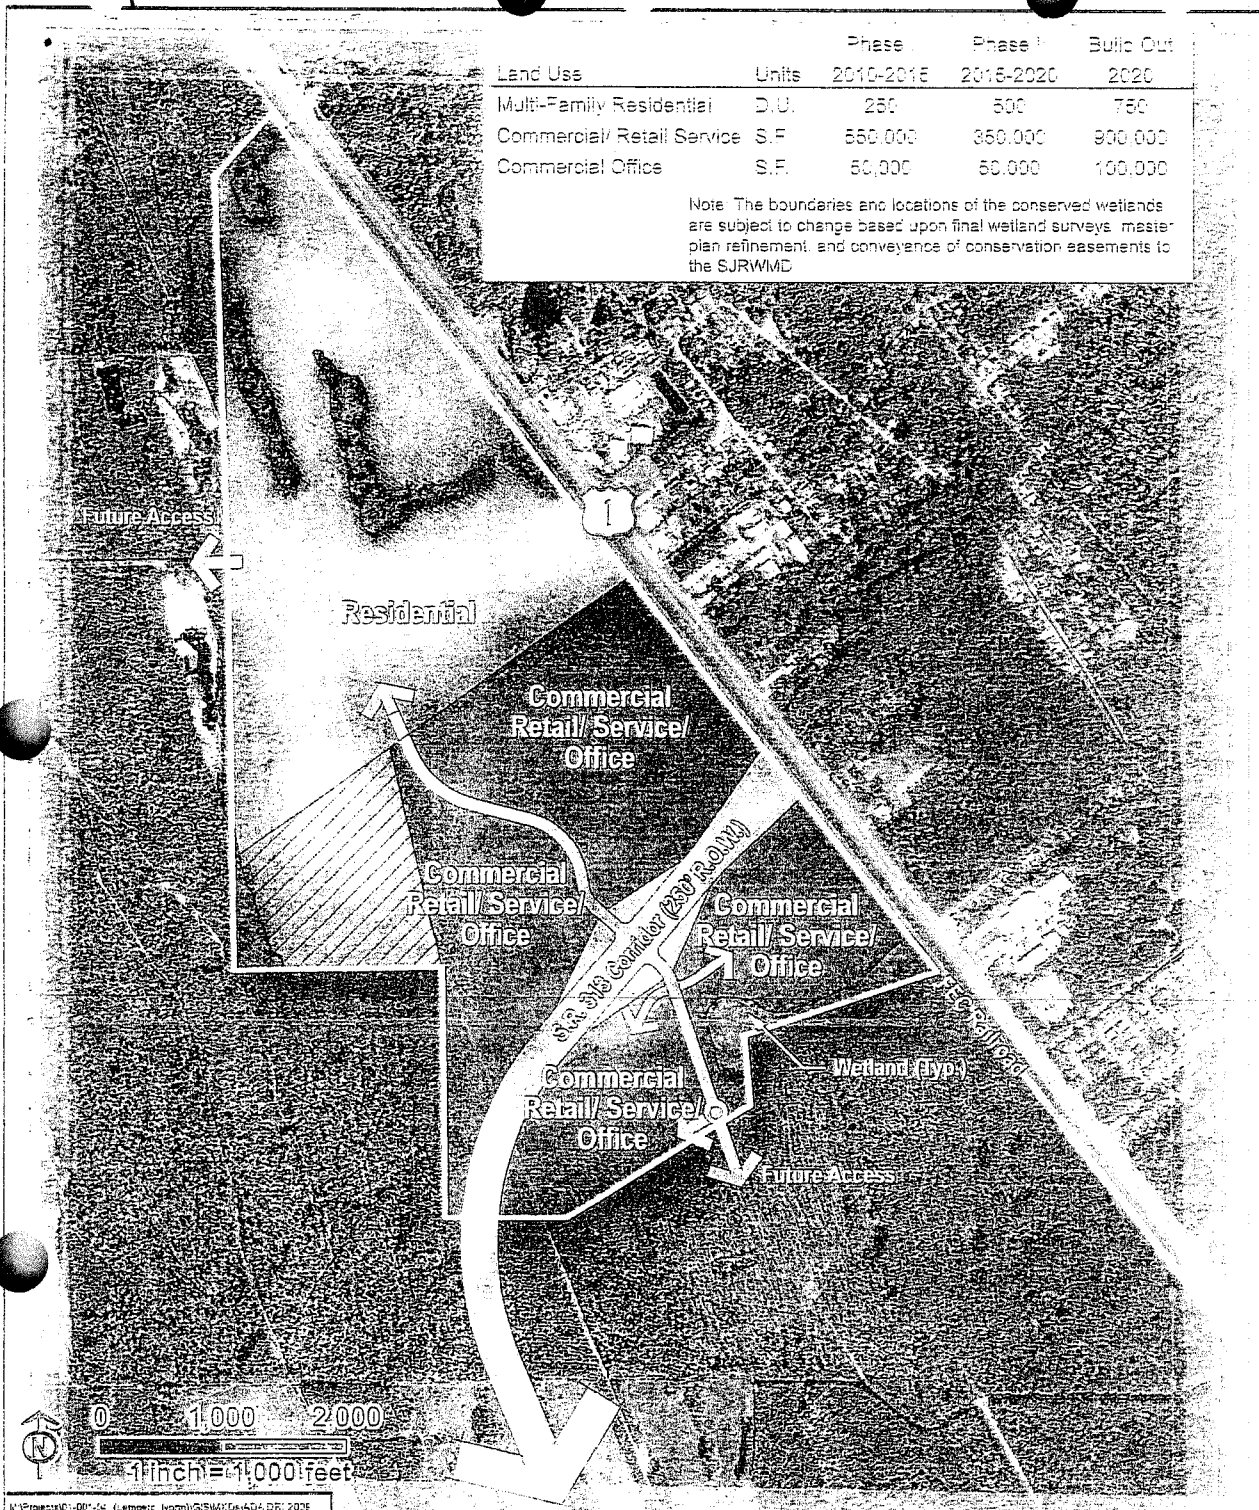 Phase Phase Build Out
Land Use Units 2010-2015 2015-2020 2020
Multi-Family Residential D.U. 250 500 750
Commercial/ Retail Service S.F. 550,000 350,000 900,000
Commercial Office S.F. 50,000 50,000 100,000
Note: The boundaries and locations of the conserved wetlands
are subject to change based upon final wetland surveys, master
plan refinement, and conveyance of conservation easements to
the SJRWMD
Future Access
1
Residential
Commercial
Retail/ Service/
Office
Commercial
Retail/ Service/
Office
S.R. 313 Corridor (230' R.O.W.)
Commercial
Retail/ Service/
Office
FEC Railroad
Wetland (Typ.)
Commercial
Retail/ Service/
Office
Future Access
0 1,000 2,000
N
1 inch = 1,000 feet